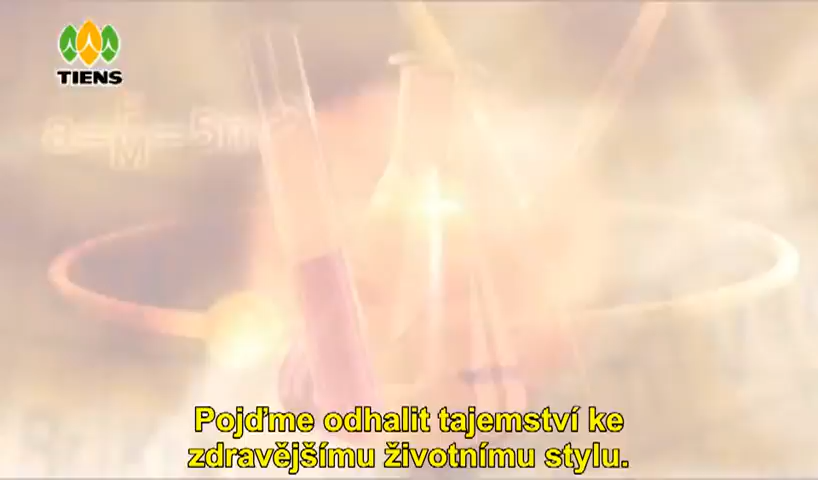 TIENS
Pojďme odhalit tajemství ke
zdravějšímu životnímu stylu.